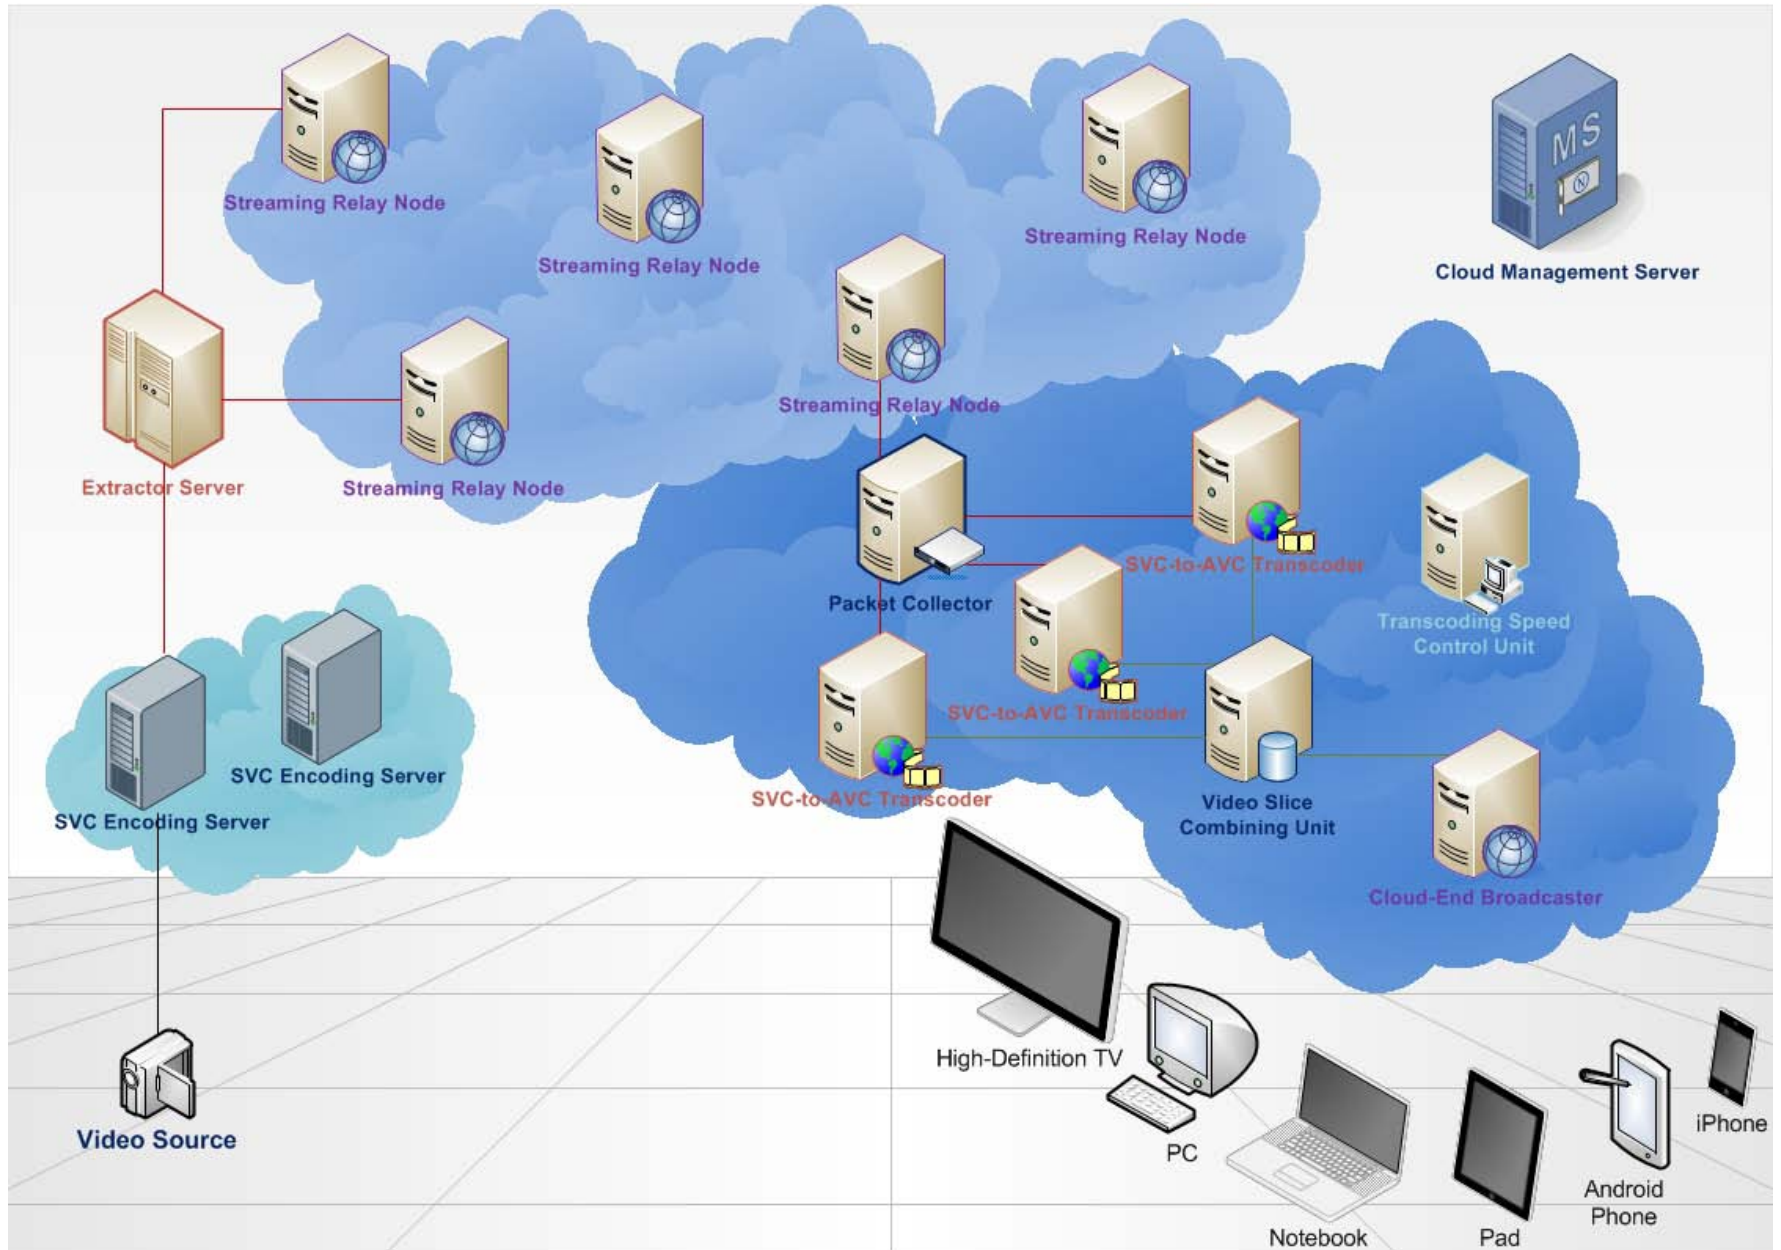 MS
N
Streaming Relay Node
Streaming Relay Node
Streaming Relay Node
Cloud Management Server
Streaming Relay Node
Extractor Server
Streaming Relay Node
SVC-to-AVC Transcoder
Packet Collector
Transcoding Speed
Control Unit
SVC-to-AVC Transcoder
SVC Encoding Server
SVC-to-AVC Transcoder
Video Slice
Combining Unit
SVC Encoding Server
Cloud-End Broadcaster
High-Definition TV
iPhone
Video Source
PC
Android
Phone
Notebook
Pad